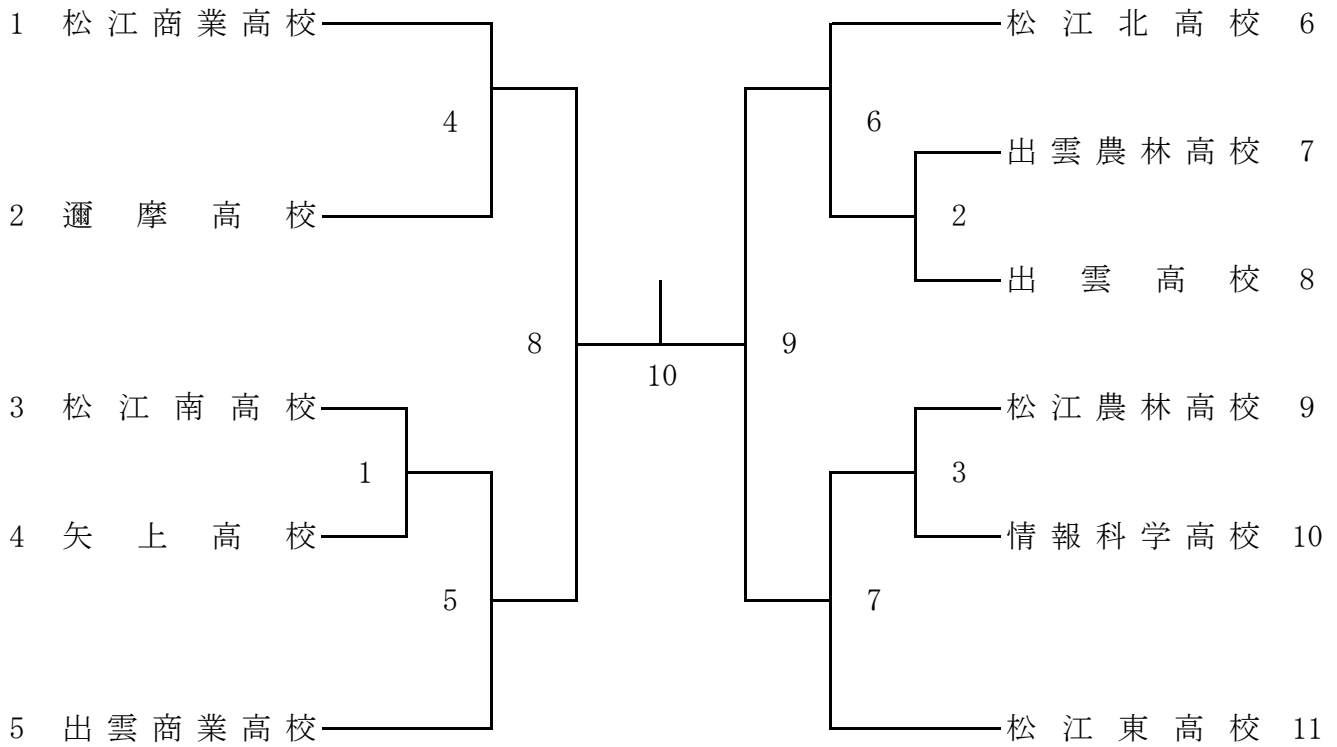 1 松江商業高校
4
2 邇摩高校
8
3 松江南高校
1
4 矢上高校
5
5 出雲商業高校
10
松江北高校 6
6
出雲農林高校 7
2
出雲高校 8
9
松江農林高校 9
3
情報科学高校 10
7
松江東高校 11